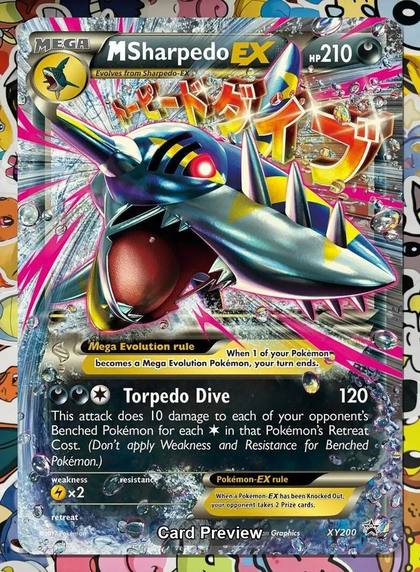 MEGA
M Sharpedo EX
HP210
Evolves from Sharpedo-EX
トーピードダイブ
Mega Evolution rule
When 1 of your Pokémon
becomes a Mega Evolution Pokémon, your turn ends.
Torpedo Dive 120
This attack does 10 damage to each of your opponent's
Benched Pokémon for each in that Pokémon's Retreat
Cost. (Don't apply Weakness and Resistance for Benched
Pokémon.)
weakness
resistance
×2
Pokémon-EX rule
When a Pokémon-EX has been Knocked Out,
your opponent takes 2 Prize cards.
retreat
Card Preview
Graphics
XY200